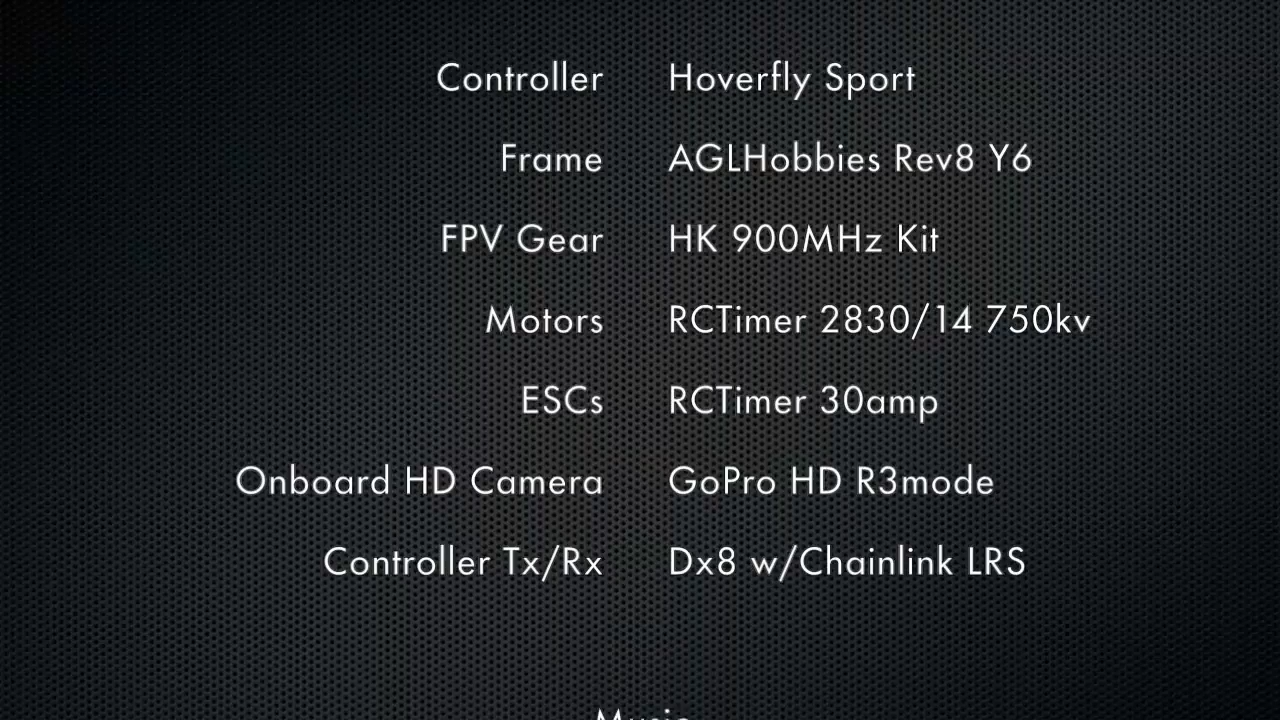 Controller Hoverfly Sport
Frame AGLHobbies Rev8 Y6
FPV Gear HK 900MHz Kit
Motors RCTimer 2830/14 750kv
ESCs RCTimer 30amp
Onboard HD Camera GoPro HD R3mode
Controller Tx/Rx Dx8 w/Chainlink LRS
Music